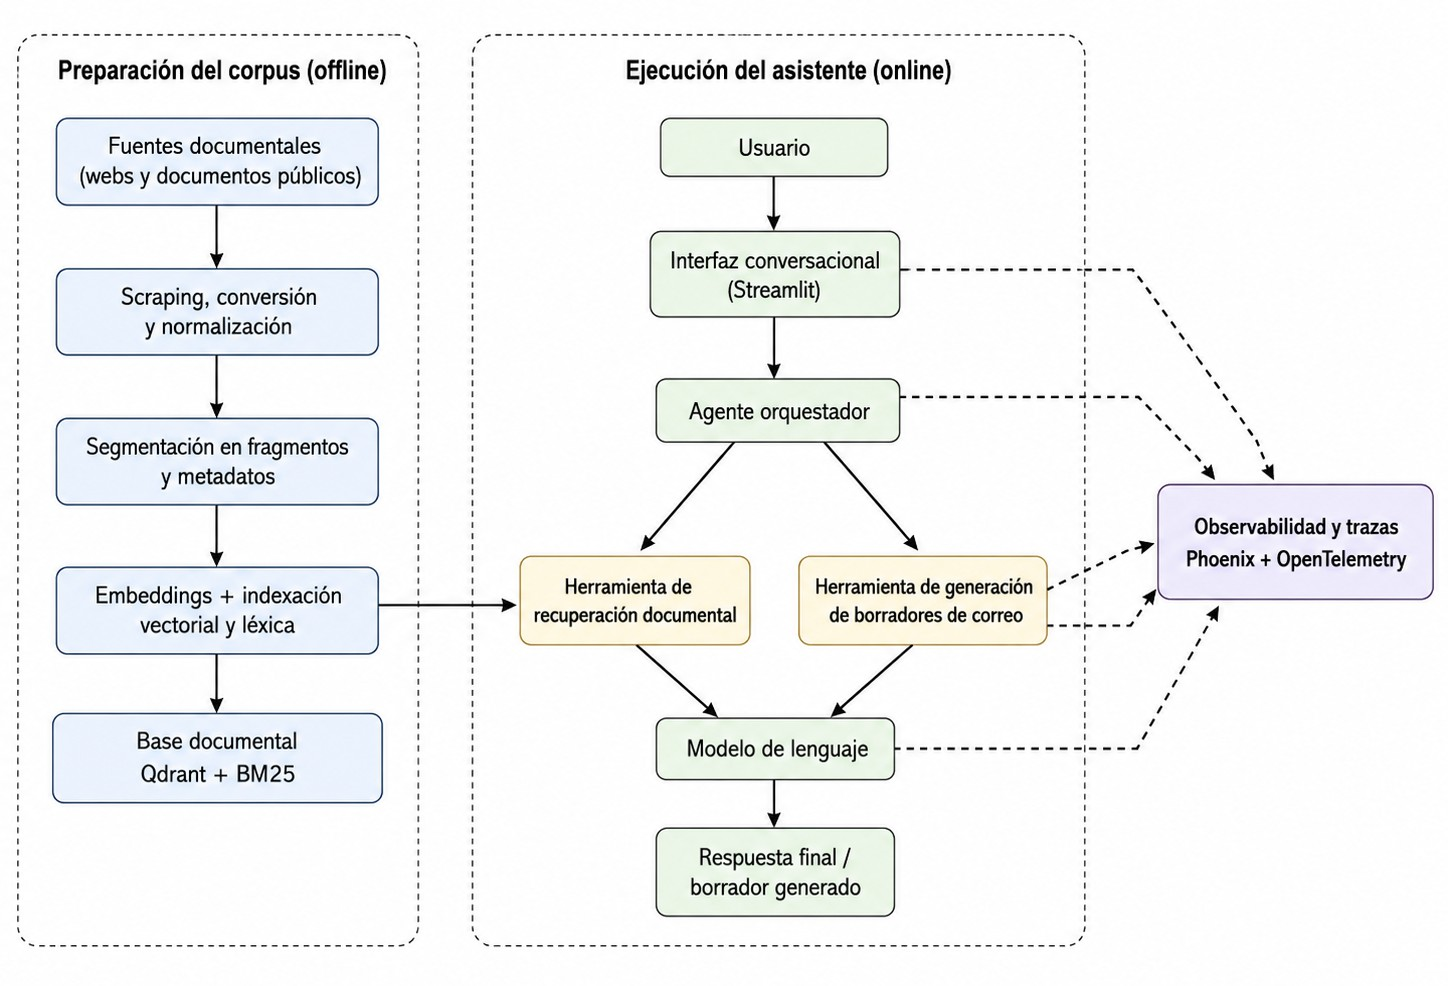 Preparación del corpus (offline)
Fuentes documentales
(webs y documentos públicos)
Scraping, conversión
y normalización
Segmentación en fragmentos
y metadatos
Embeddings + indexación
vectorial y léxica
Base documental
Qdrant + BM25
Ejecución del asistente (online)
Usuario
Interfaz conversacional
(Streamlit)
Agente orquestador
Herramienta de
recuperación documental
Herramienta de generación
de borradores de correo
Modelo de lenguaje
Respuesta final /
borrador generado
Observabilidad y trazas
Phoenix + OpenTelemetry